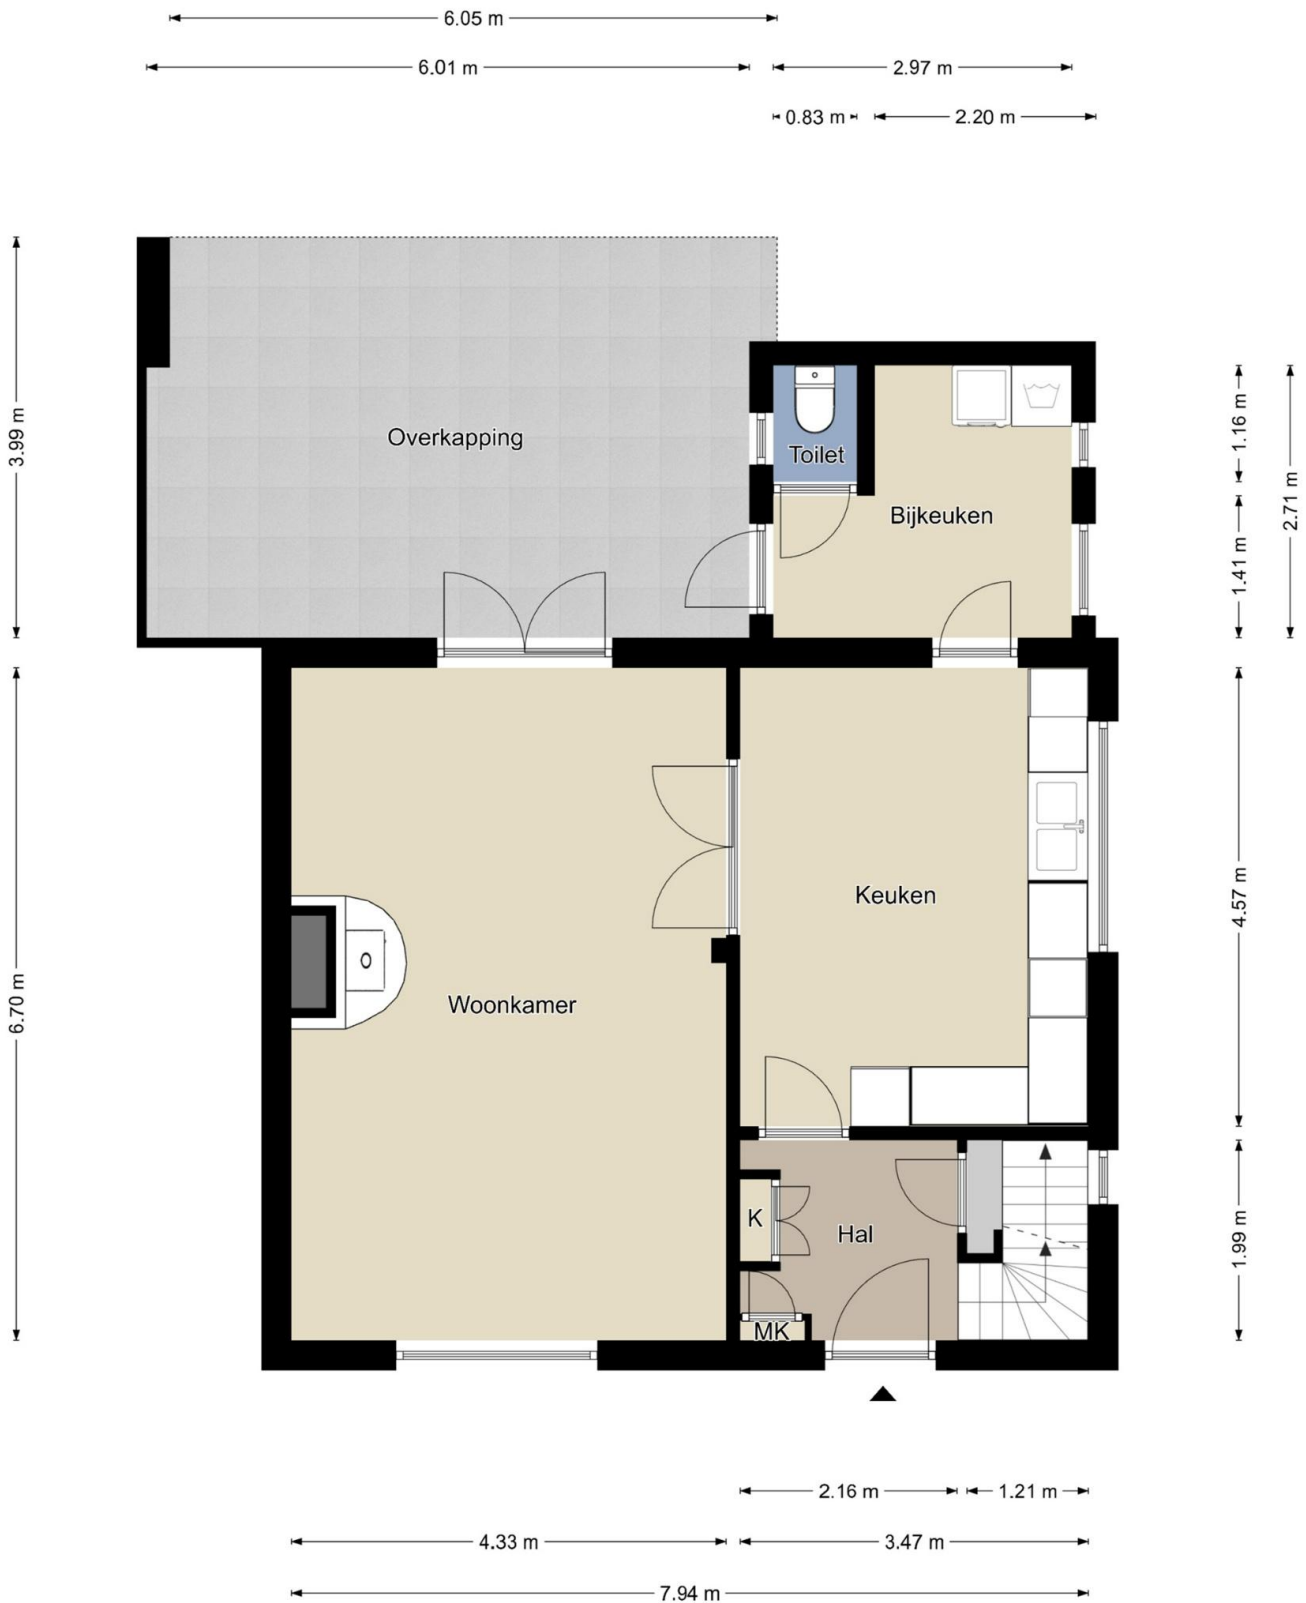 6.05 m
6.01 m
2.97 m
0.83 m
2.20 m
3.99 m
Overkapping
Toilet
Bijkeuken
1.16 m
1.41 m
2.71 m
Keuken
4.57 m
6.70 m
Woonkamer
K
Hal
MK
1.99 m
2.16 m
1.21 m
4.33 m
3.47 m
7.94 m